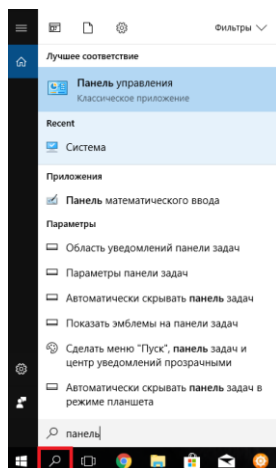 Фильтры
Лучшее соответствие
Панель управления
Классическое приложение
Recent
Система
Приложения
Панель математического ввода
Параметры
Область уведомлений панели задач
Параметры панели задач
Автоматически скрывать панель задач
Показать эмблемы на панели задач
Сделать меню "Пуск", панель задач и
центр уведомлений прозрачными
Автоматически скрывать панель задач в
режиме планшета
панель